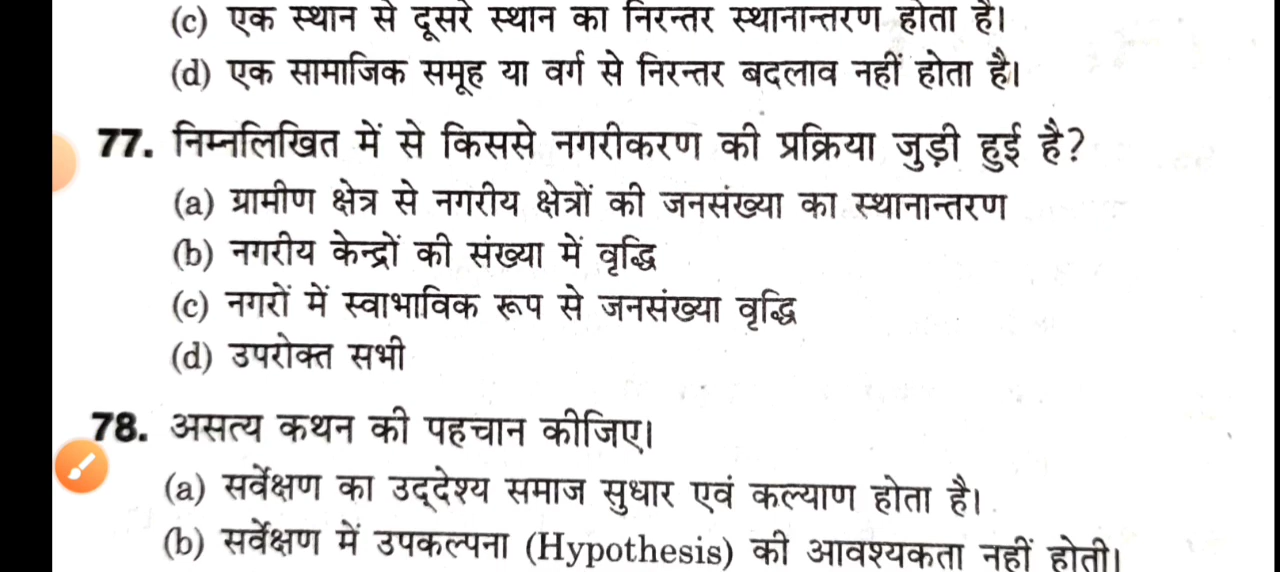 (c) एक स्थान से दूसरे स्थान का निरन्तर स्थानान्तरण होता है।
(d) एक सामाजिक समूह या वर्ग से निरन्तर बदलाव नहीं होता है।
77. निम्नलिखित में से किससे नगरीकरण की प्रक्रिया जुड़ी हुई है?
(a) ग्रामीण क्षेत्र से नगरीय क्षेत्रों की जनसंख्या का स्थानान्तरण
(b) नगरीय केन्द्रों की संख्या में वृद्धि
(c) नगरों में स्वाभाविक रूप से जनसंख्या वृद्धि
(d) उपरोक्त सभी
78. असत्य कथन की पहचान कीजिए।
(a) सर्वेक्षण का उद्देश्य समाज सुधार एवं कल्याण होता है।
(b) सर्वेक्षण में उपकल्पना (Hypothesis) की आवश्यकता नहीं होती।